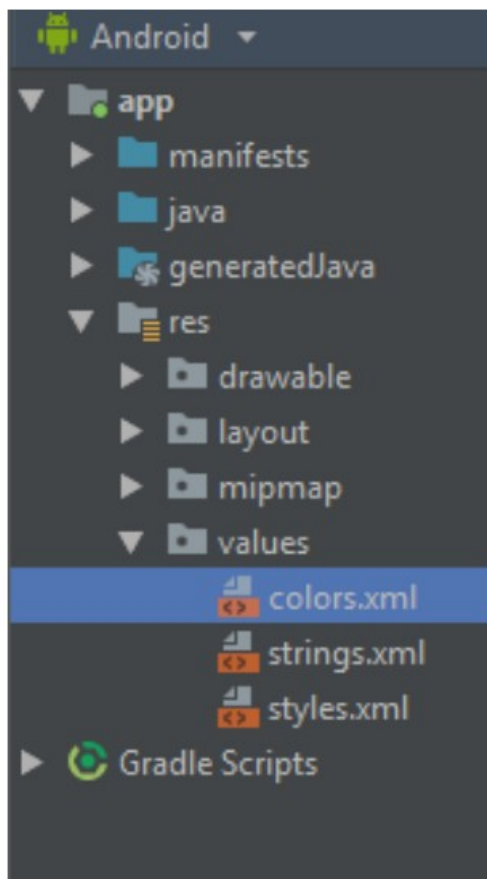 Android
app
manifests
java
generatedJava
res
drawable
layout
mipmap
values
colors.xml
strings.xml
styles.xml
Gradle Scripts